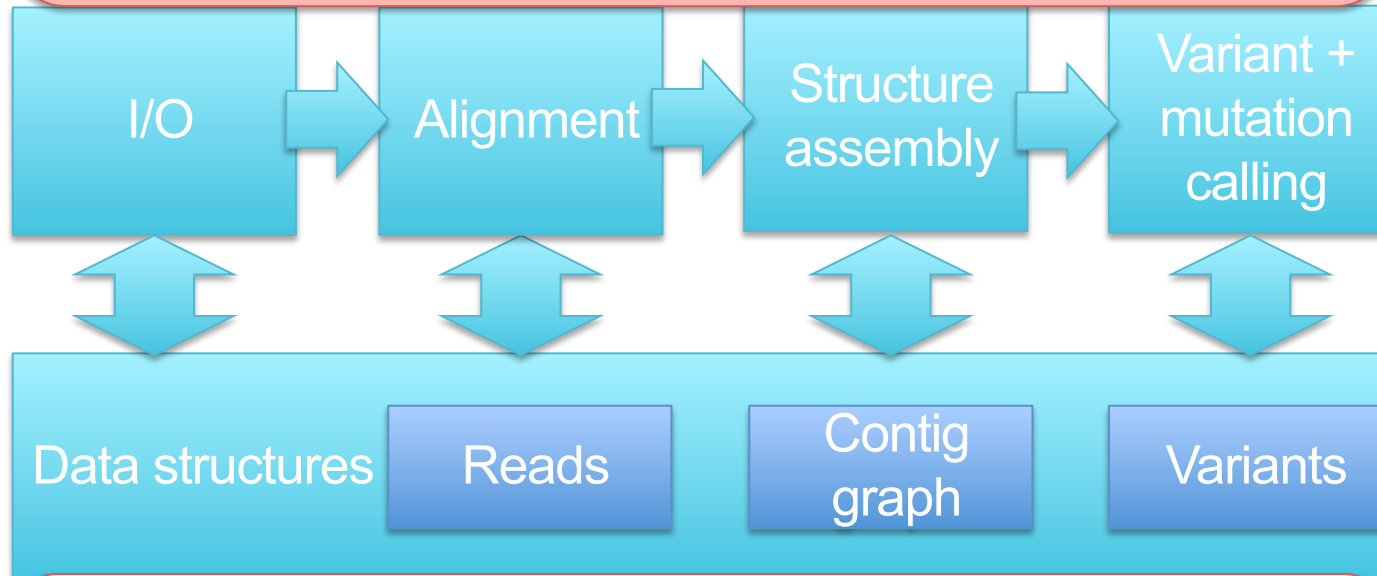 I/O
Alignment
Structure
assembly
Variant +
mutation
calling
Data structures
Reads
Contig
graph
Variants